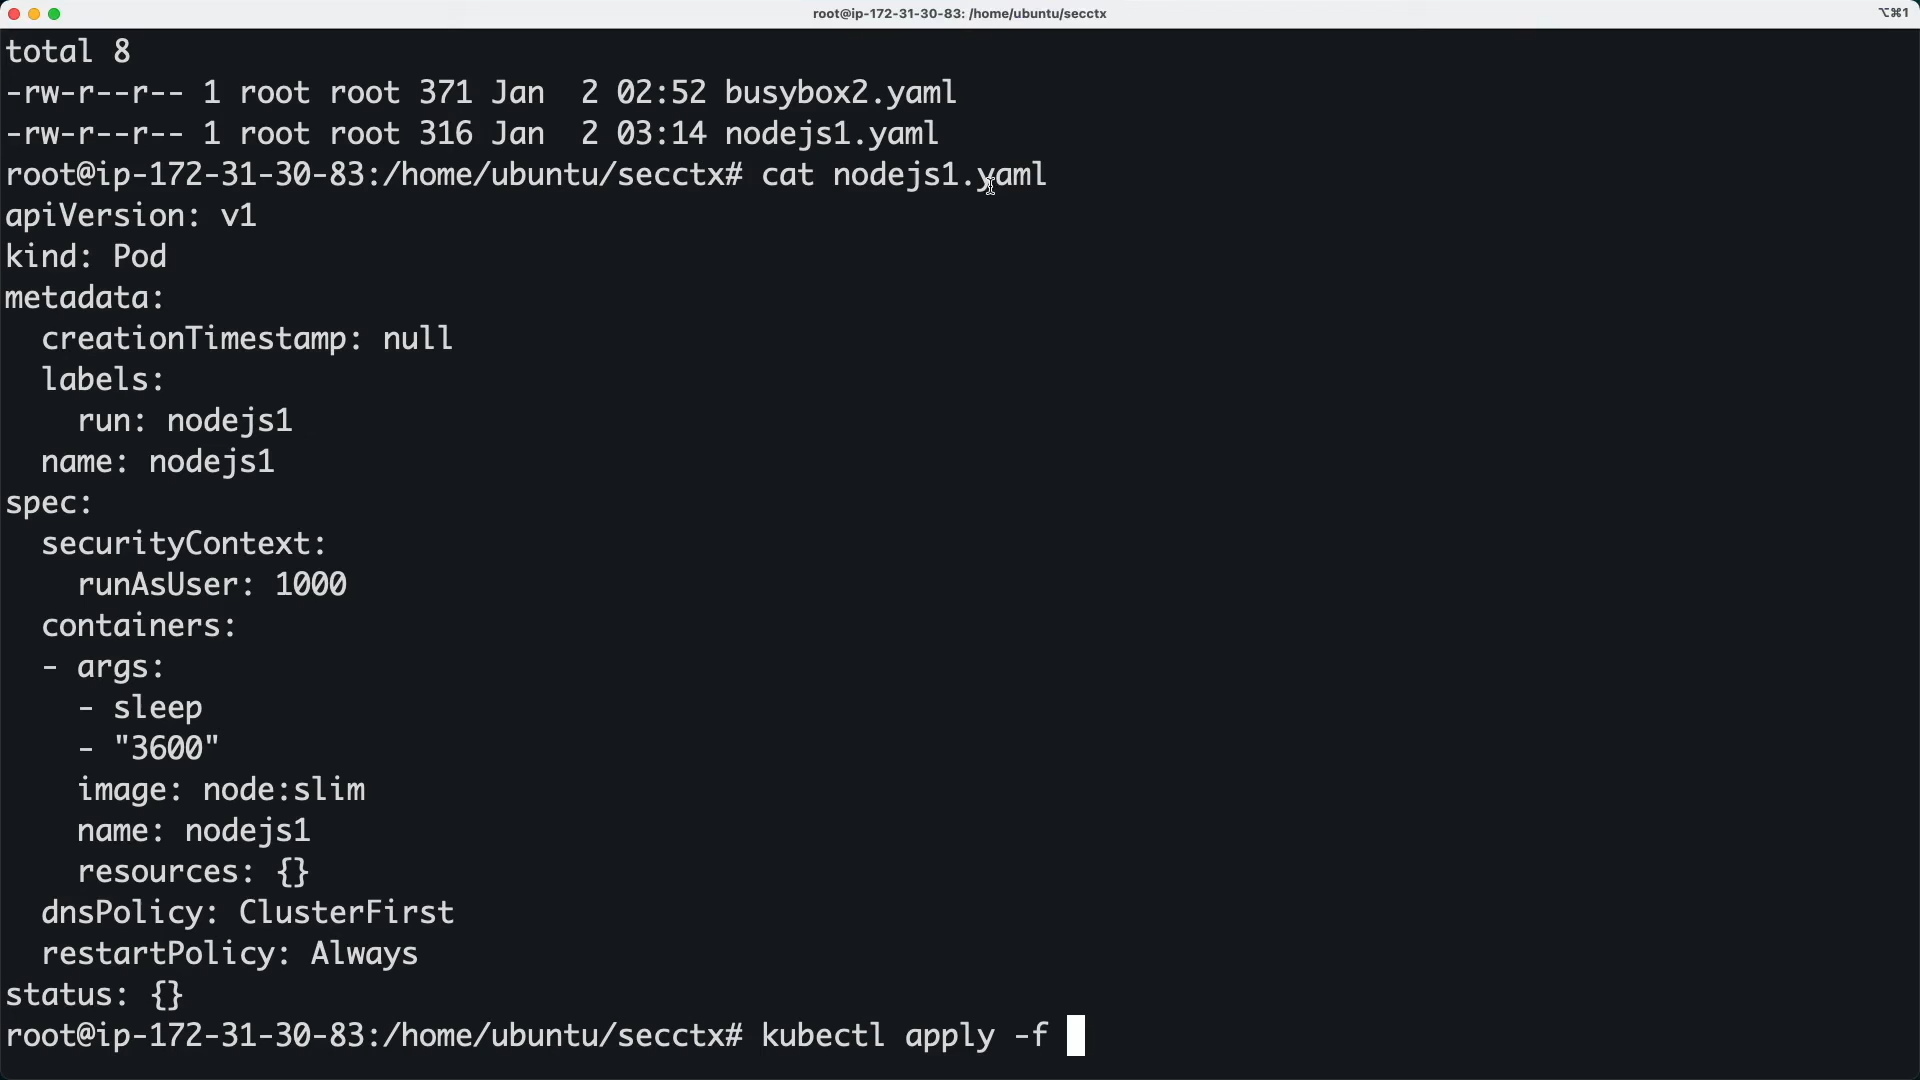 root@ip-172-31-30-83: /home/ubuntu/secctx
⌥⌘1
total 8
-rw-r--r-- 1 root root 371 Jan  2 02:52 busybox2.yaml
-rw-r--r-- 1 root root 316 Jan  2 03:14 nodejs1.yaml
root@ip-172-31-30-83:/home/ubuntu/secctx# cat nodejs1.yaml
apiVersion: v1
kind: Pod
metadata:
  creationTimestamp: null
  labels:
    run: nodejs1
  name: nodejs1
spec:
  securityContext:
    runAsUser: 1000
  containers:
  - args:
    - sleep
    - "3600"
    image: node:slim
    name: nodejs1
    resources: {}
  dnsPolicy: ClusterFirst
  restartPolicy: Always
status: {}
root@ip-172-31-30-83:/home/ubuntu/secctx# kubectl apply -f